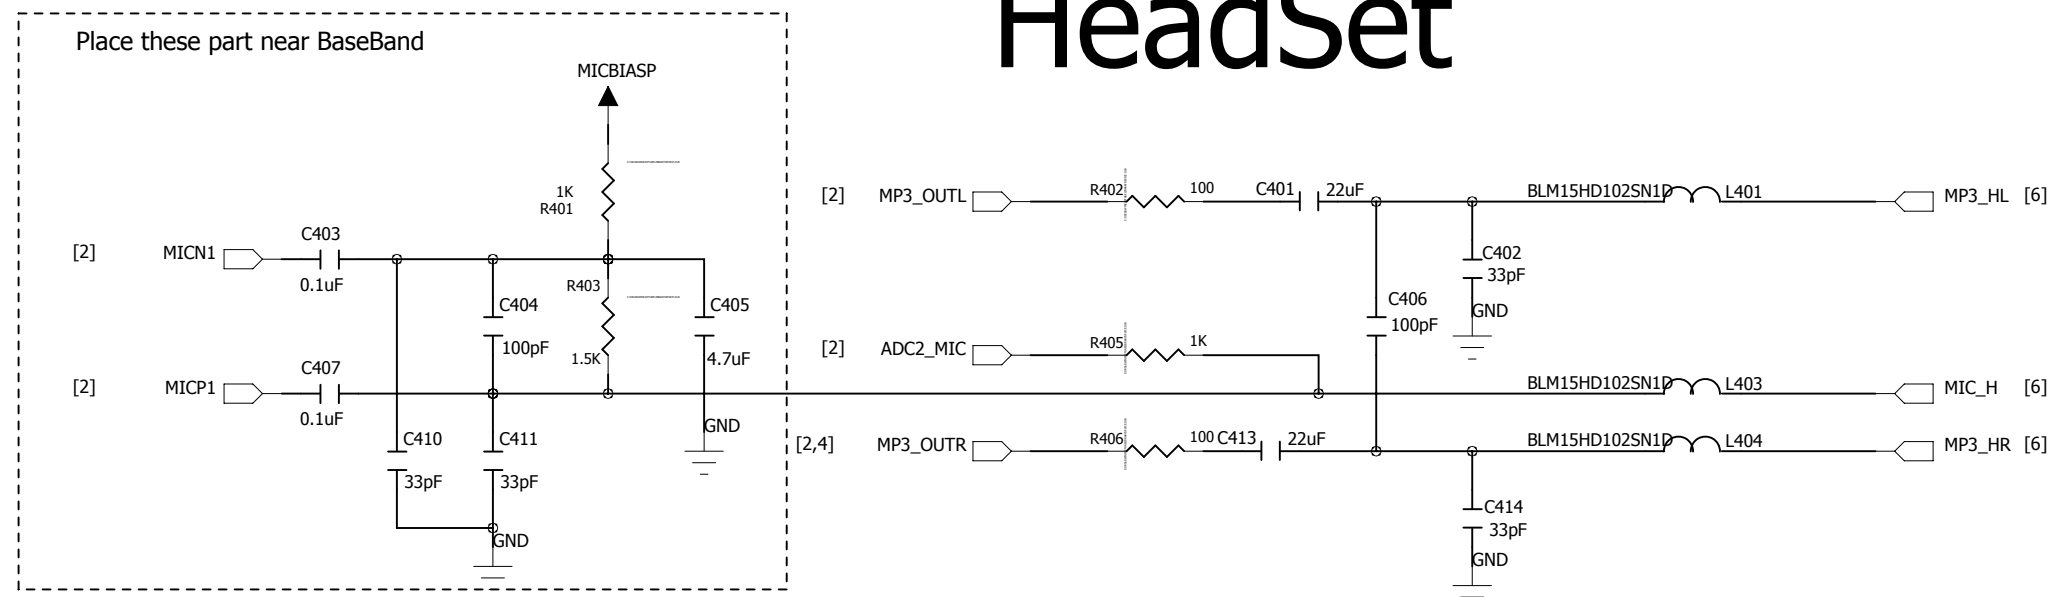 HeadSet
Place these part near BaseBand
MICBIASP
1K
R401
[2] MICN1
C403
0.1uF
R403
1.5K
C404
100pF
C405
4.7uF
GND
[2] MICP1
C407
0.1uF
C410
33pF
C411
33pF
GND
[2] MP3_OUTL
R402 100
C401 22uF
BLM15HD102SN1D L401
MP3_HL [6]
C402
33pF
GND
C406
100pF
[2] ADC2_MIC
R405 1K
BLM15HD102SN1D L403
MIC_H [6]
[2,4] MP3_OUTR
R406 100
C413 22uF
BLM15HD102SN1D L404
MP3_HR [6]
C414
33pF
GND